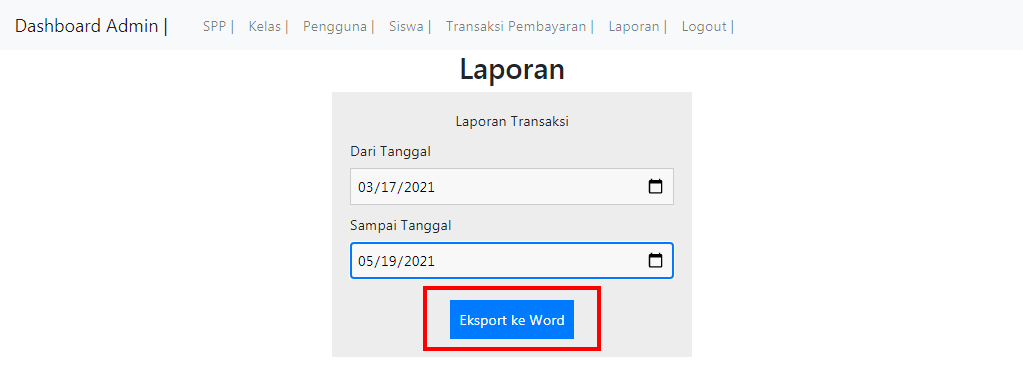 Dashboard Admin | SPP | Kelas | Pengguna | Siswa | Transaksi Pembayaran | Laporan | Logout |
Laporan
Laporan Transaksi
Dari Tanggal
03/17/2021
Sampai Tanggal
05/19/2021
Eksport ke Word